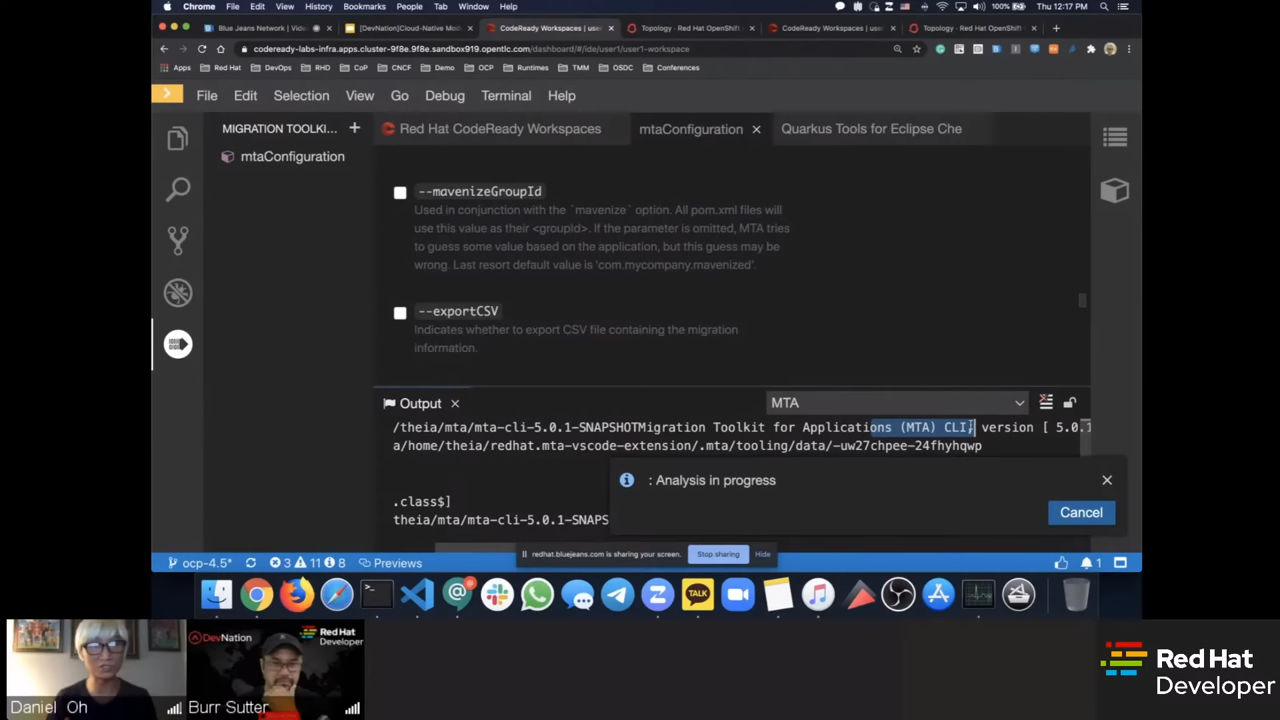 Chrome File Edit View History Bookmarks People Tab Window Help
100% Thu 12:17 PM
Blue Jeans Network | Vide
[DevNation]Cloud-Native Mod
CodeReady Workspaces | user
Topology · Red Hat OpenShift
CodeReady Workspaces | use
Topology · Red Hat OpenShift
codeready-labs-infra.apps.cluster-9f8e.9f8e.sandbox919.opentlc.com/dashboard/#/ide/user1/user1-workspace
Apps Red Hat DevOps RHD CoP CNCF Demo OCP Runtimes TMM OSDC Conferences
File Edit Selection View Go Debug Terminal Help
MIGRATION TOOLKI...
Red Hat CodeReady Workspaces
mtaConfiguration
Quarkus Tools for Eclipse Che
mtaConfiguration
--mavenizeGroupId
Used in conjunction with the `mavenize` option. All pom.xml files will
use this value as their <groupId>. If the parameter is omitted, MTA tries
to guess some value based on the application, but this guess may be
wrong. Last resort default value is 'com.mycompany.mavenized'.
--exportCSV
Indicates whether to export CSV file containing the migration
information.
Output
MTA
/theia/mta/mta-cli-5.0.1-SNAPSHOTMigration Toolkit for Applications (MTA) CLI, version [ 5.0.1
a/home/theia/redhat.mta-vscode-extension/.mta/tooling/data/-uw27chpee-24fhyhqwp
: Analysis in progress
.class$]
Cancel
theia/mta/mta-cli-5.0.1-SNAPS
redhat.bluejeans.com is sharing your screen.
Stop sharing
Hide
ocp-4.5* 3 11 8 Previews
1
TALK
DevNation
Red Hat
Developer
Daniel Oh
Burr Sutter
Red Hat
Developer